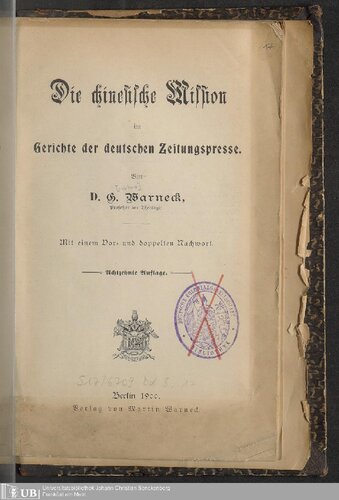 Die chinesische Mission
im
Gerichte der deutschen Zeitungspresse.
Von
D. G. Warneck,
Professor der Theologie.
Mit einem Vor- und doppelten Nachwort.
Achtzehnte Auflage.
Berlin 1900.
Verlag von Martin Warneck
UB
Universitätsbibliothek Johann Christian Senckenberg
Frankfurt am Main